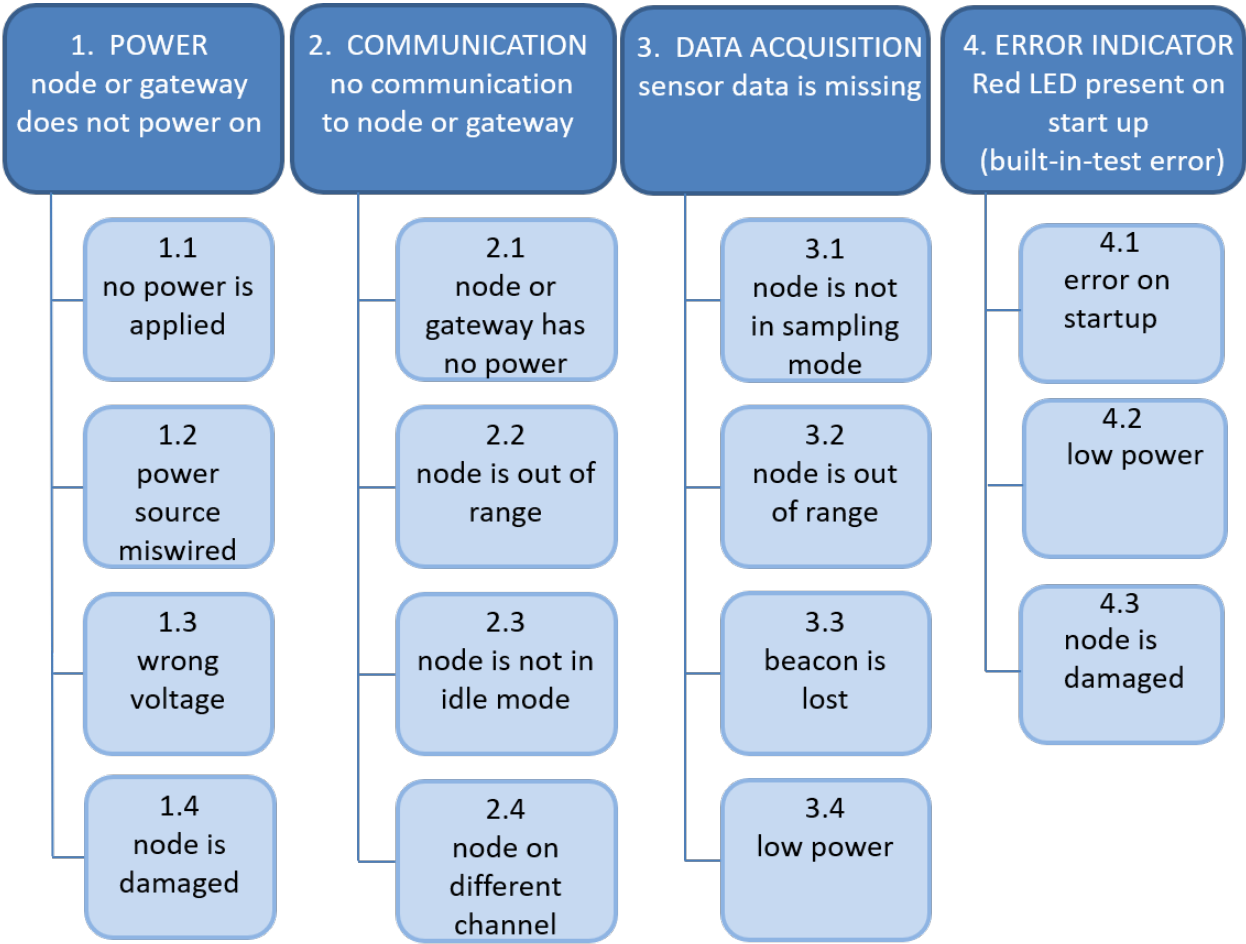 1. POWER
node or gateway
does not power on
1.1
no power is
applied
1.2
power
source
miswired
1.3
wrong
voltage
1.4
node is
damaged
2. COMMUNICATION
no communication
to node or gateway
2.1
node or
gateway has
no power
2.2
node is out of
range
2.3
node is not in
idle mode
2.4
node on
different
channel
3. DATA ACQUISITION
sensor data is missing
3.1
node is not
in sampling
mode
3.2
node is out
of range
3.3
beacon is
lost
3.4
low power
4. ERROR INDICATOR
Red LED present on
start up
(built-in-test error)
4.1
error on
startup
4.2
low power
4.3
node is
damaged